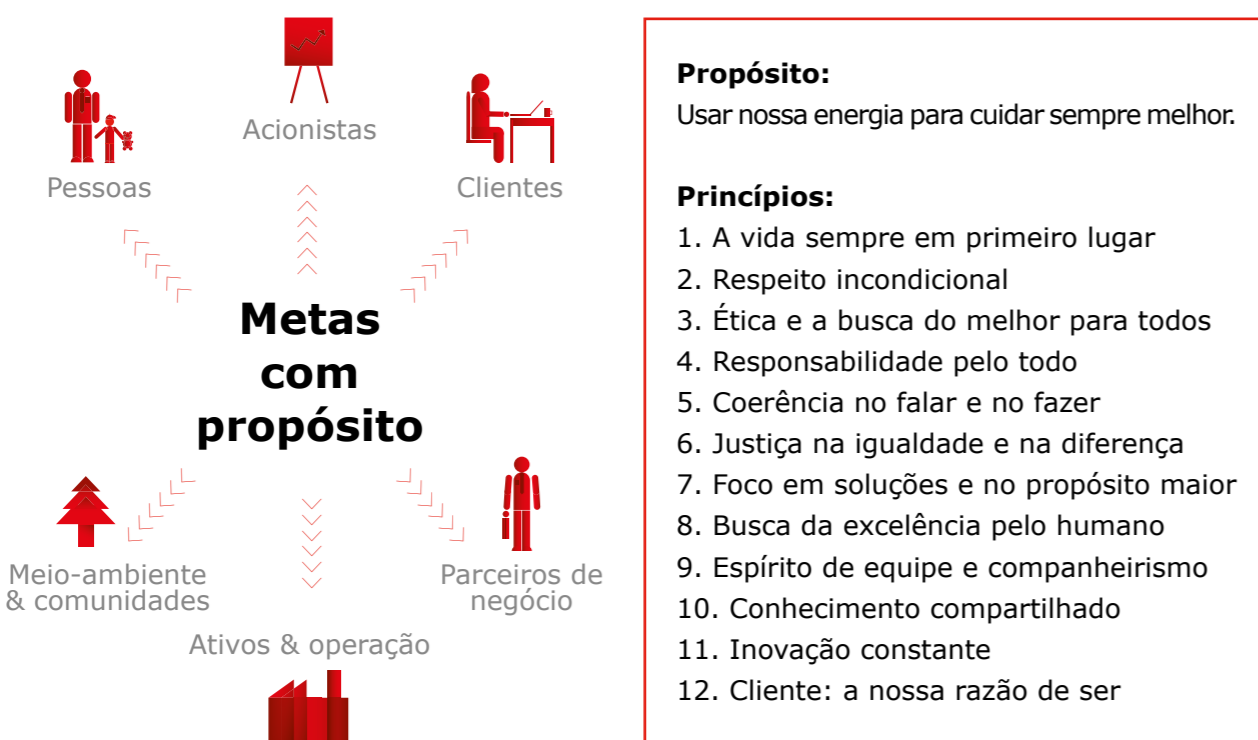 Acionistas
Pessoas
Clientes
Metas
com
propósito
Meio-ambiente
& comunidades
Parceiros de
negócio
Ativos & operação
Propósito:
Usar nossa energia para cuidar sempre melhor.
Princípios:
1. A vida sempre em primeiro lugar
2. Respeito incondicional
3. Ética e a busca do melhor para todos
4. Responsabilidade pelo todo
5. Coerência no falar e no fazer
6. Justiça na igualdade e na diferença
7. Foco em soluções e no propósito maior
8. Busca da excelência pelo humano
9. Espírito de equipe e companheirismo
10. Conhecimento compartilhado
11. Inovação constante
12. Cliente: a nossa razão de ser